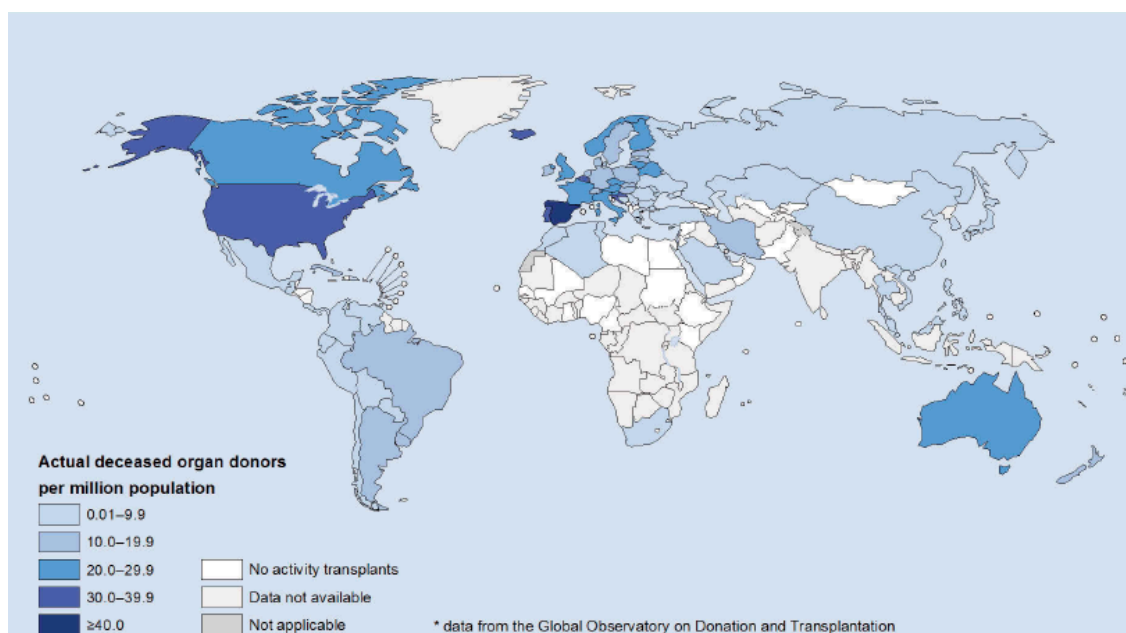 Actual deceased organ donors
per million population
0.01–9.9
10.0–19.9
20.0–29.9
30.0–39.9
≥40.0
No activity transplants
Data not available
Not applicable
* data from the Global Observatory on Donation and Transplantation